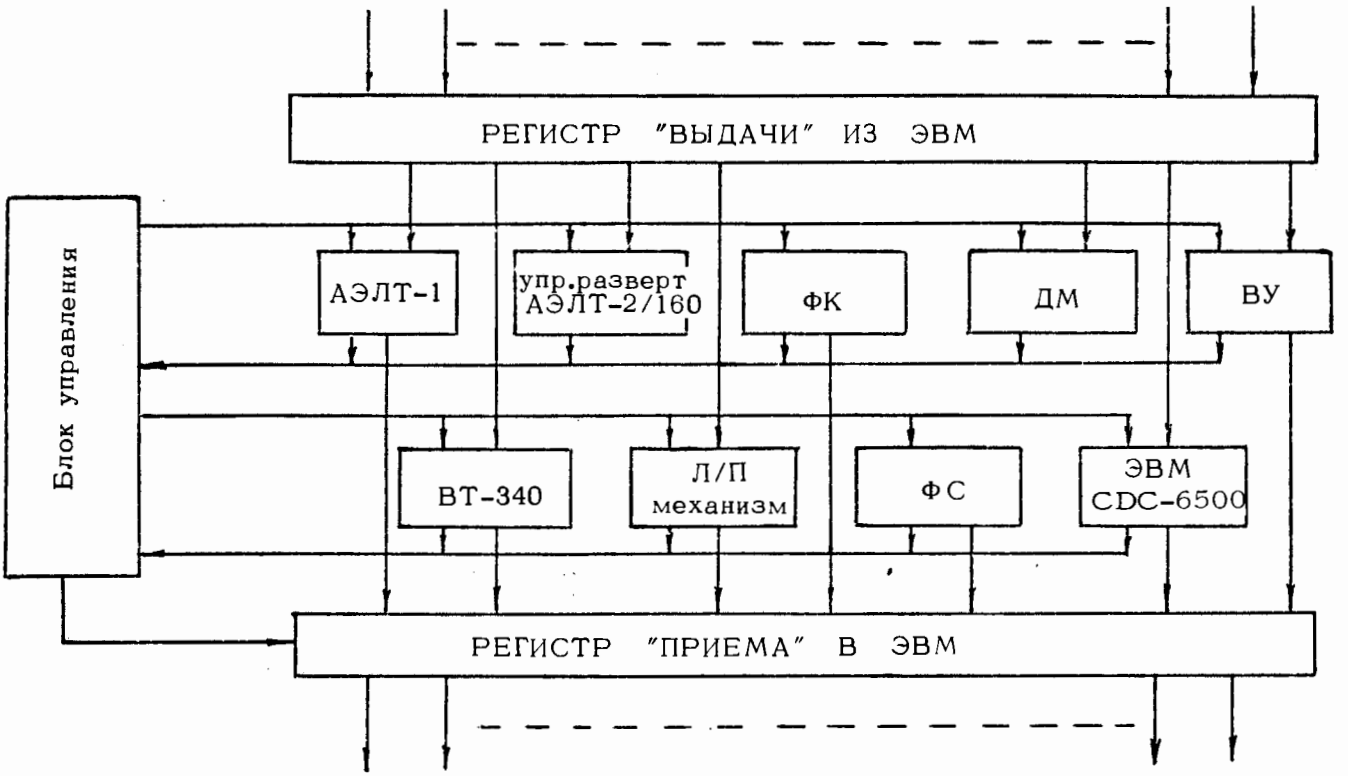 РЕГИСТР "ВЫДАЧИ" ИЗ ЭВМ
Блок управления
АЭЛТ-1
упр.разверт
АЭЛТ-2/160
ФК
ДМ
ВУ
ВТ-340
Л/П
механизм
ФС
ЭВМ
CDC-6500
РЕГИСТР "ПРИЕМА" В ЭВМ